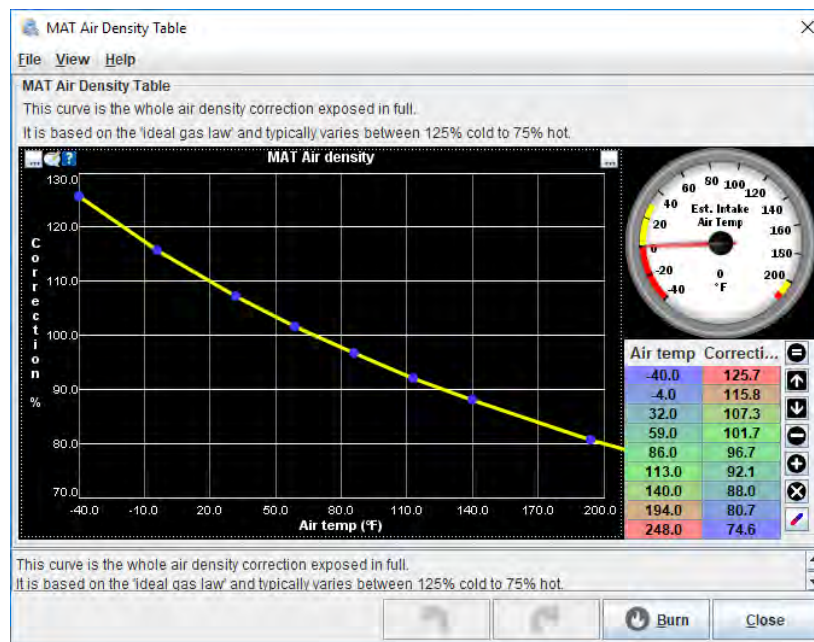 MAT Air Density Table
File View Help
MAT Air Density Table
This curve is the whole air density correction exposed in full.
It is based on the 'ideal gas law' and typically varies between 125% cold to 75% hot.
... ? MAT Air density ...
130.0
120.0
110.0
100.0
90.0
80.0
70.0
Correction %
-40.0 -10.0 20.0 50.0 80.0 110.0 140.0 170.0 200.0
Air temp (°F)
-40 -20 0 20 40 60 80 100 120 140 160 180 200
Est. Intake
Air Temp
0
°F
Air temp Correcti...
-40.0 125.7
-4.0 115.8
32.0 107.3
59.0 101.7
86.0 96.7
113.0 92.1
140.0 88.0
194.0 80.7
248.0 74.6
This curve is the whole air density correction exposed in full.
It is based on the 'ideal gas law' and typically varies between 125% cold to 75% hot.
Burn Close